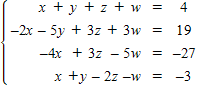 x + y + z + w = 4
-2x - 5y + 3z + 3w = 19
-4x + 3z - 5w = -27
x +y - 2z -w = -3